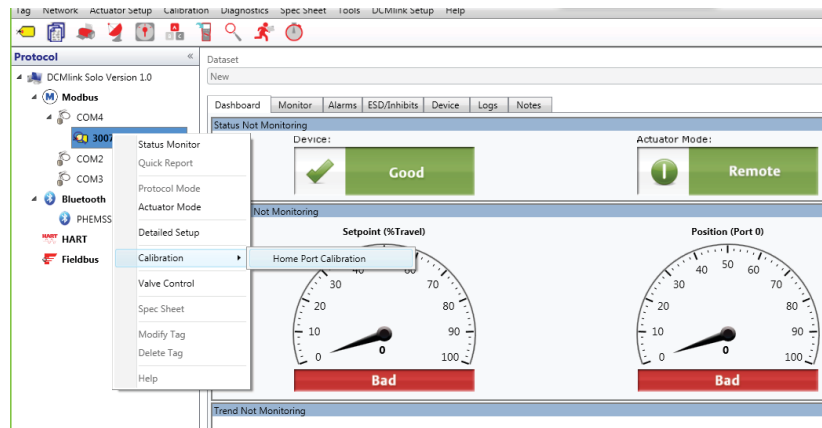 Tag Network Actuator Setup Calibration Diagnostics Spec Sheet Tools DCMlink Setup Help
Protocol «
Dataset
DCMlink Solo Version 1.0
New
M Modbus
Dashboard Monitor Alarms ESD/Inhibits Device Logs Notes
COM4
Status Not Monitoring
3007
Device:
Good
Actuator Mode:
Remote
COM2
COM3
Bluetooth
PHEMSS
HART HART
Fieldbus
Status Monitor
Quick Report
Protocol Mode
Actuator Mode
Detailed Setup
Calibration
Home Port Calibration
Valve Control
Spec Sheet
Modify Tag
Delete Tag
Help
Not Monitoring
Setpoint (%Travel)
0 10 20 30 40 60 70 80 90 100
0
Bad
Position (Port 0)
0 10 20 30 40 50 60 70 80 90 100
0
Bad
Trend Not Monitoring